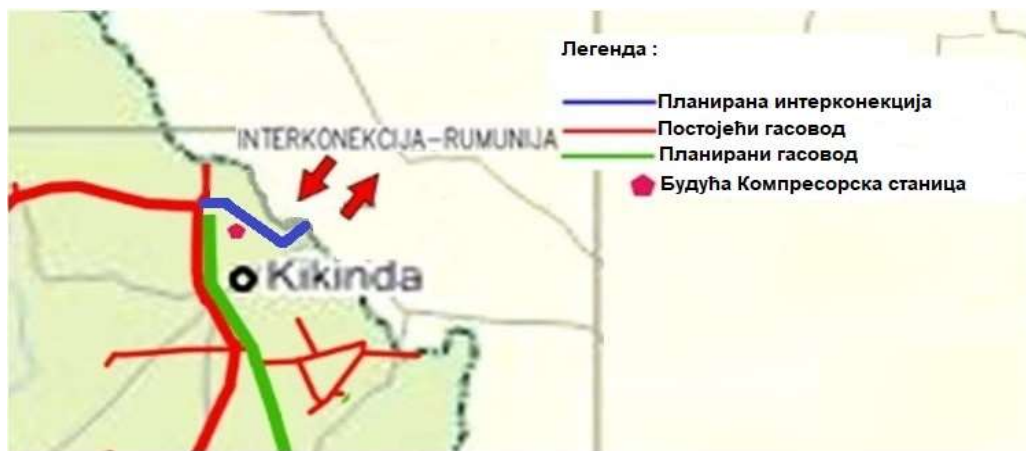 Легенда :
Планирана интерконекција
INTERKONEKCIJA-RUMUNIJA
Постојећи гасовод
Планирани гасовод
Будућа Компресорска станица
Kikinda